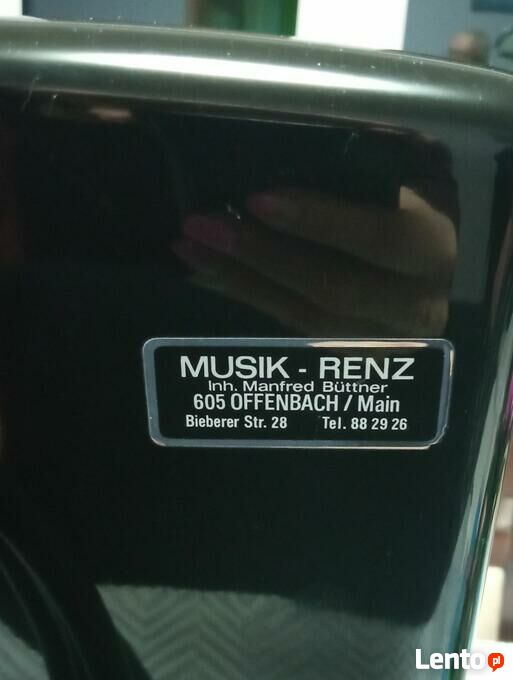 MUSIK - RENZ
Inh. Manfred Büttner
605 OFFENBACH / Main
Bieberer Str. 28 Tel. 88 29 26
Lento.pl